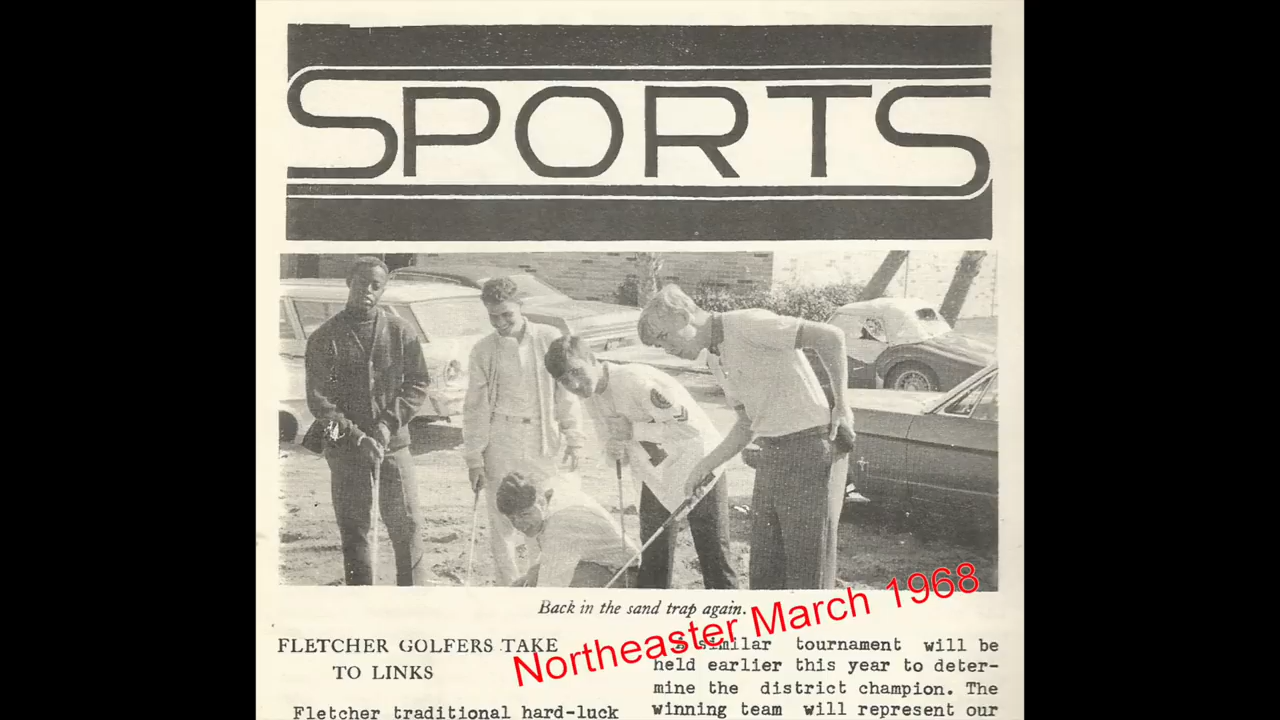 SPORTS
Back in the sand trap again.
Northeaster March 1968
FLETCHER GOLFERS TAKE
TO LINKS
Fletcher traditional hard-luck
A similar tournament will be
held earlier this year to deter-
mine the district champion. The
winning team will represent our